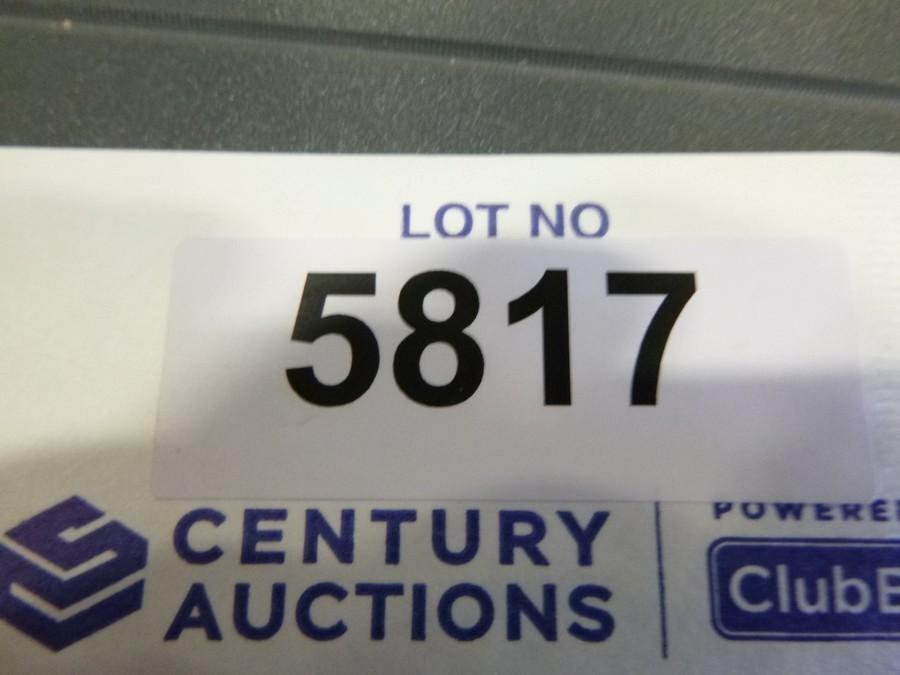 LOT NO
5817
CENTURY
AUCTIONS